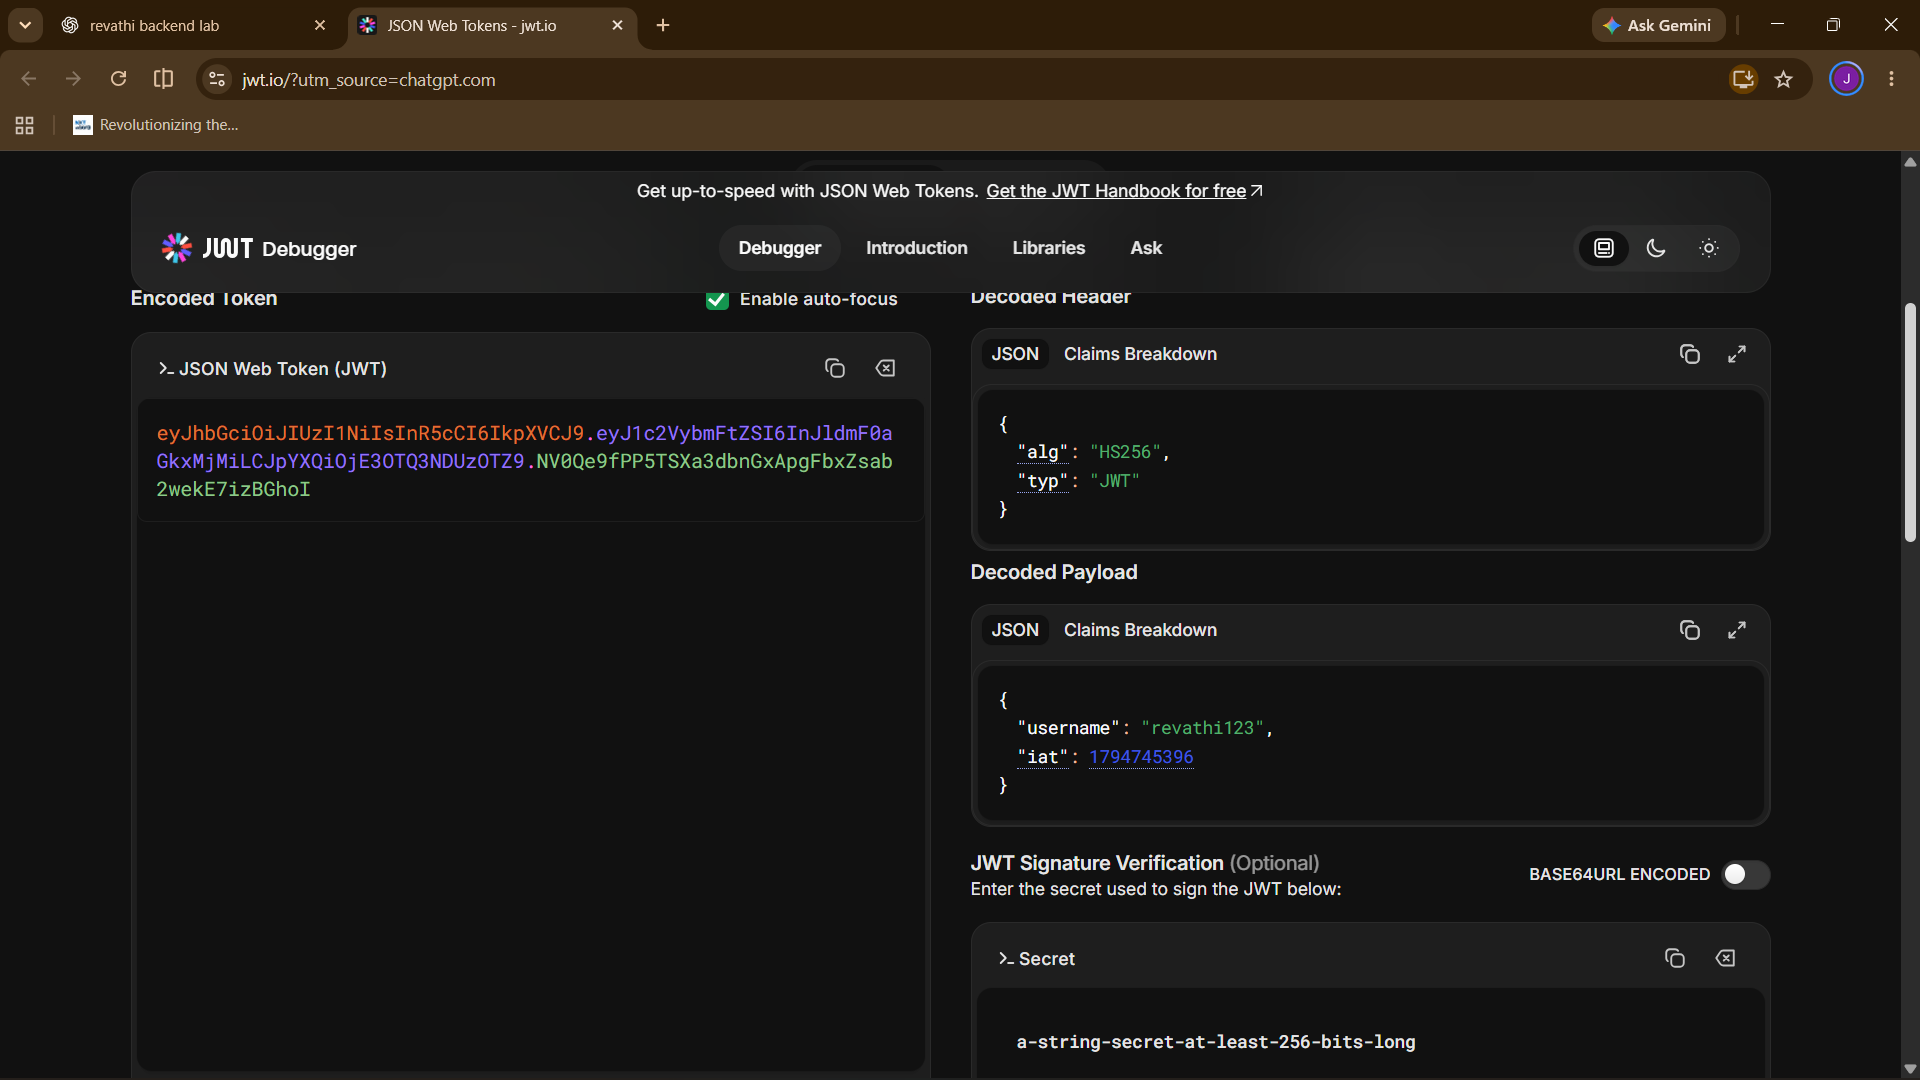 revathi backend lab
JSON Web Tokens - jwt.io
Ask Gemini
jwt.io/?utm_source=chatgpt.com
J
Revolutionizing the...
Get up-to-speed with JSON Web Tokens. Get the JWT Handbook for free
JWT Debugger
Debugger
Introduction
Libraries
Ask
Encoded Token
Enable auto-focus
JSON Web Token (JWT)
eyJhbGciOiJIUzI1NiIsInR5cCI6IkpXVCJ9.eyJ1c2VybmFtZSI6InJldmF0a
GkxMjMiLCJpYXQiOjE3OTQ3NDUzOTZ9.NV0Qe9fPP5TSXa3dbnGxApgFbxZsab
2wekE7izBGhoI
Decoded Header
JSON
Claims Breakdown
{
"alg": "HS256",
"typ": "JWT"
}
Decoded Payload
JSON
Claims Breakdown
{
"username": "revathi123",
"iat": 1794745396
}
JWT Signature Verification (Optional)
Enter the secret used to sign the JWT below:
BASE64URL ENCODED
Secret
a-string-secret-at-least-256-bits-long